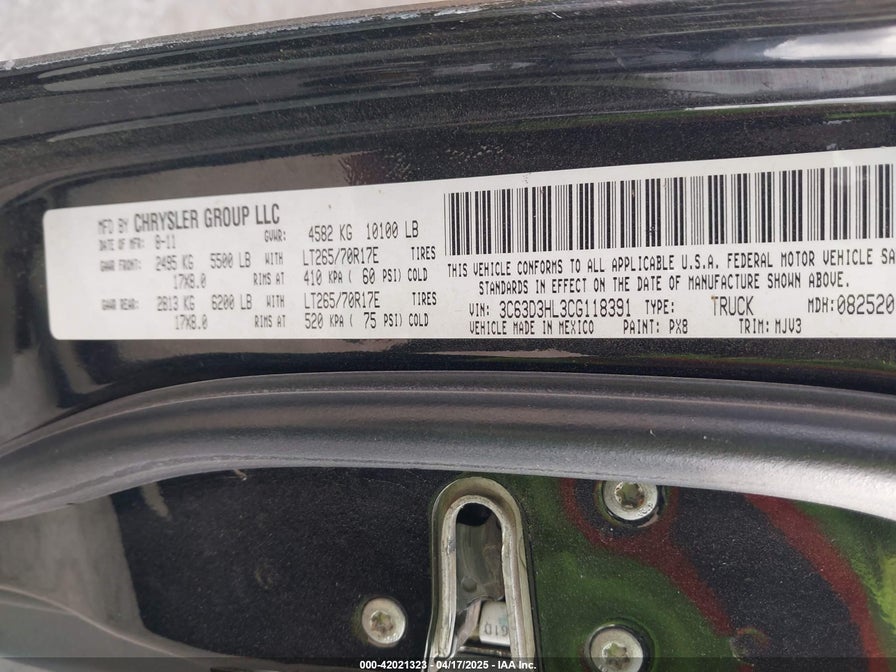 MFD BY CHRYSLER GROUP LLC
DATE OF MFR: 8-11 GVWR: 4582 KG 10100 LB
GAWR FRONT: 2495 KG 5500 LB WITH LT265/70R17E TIRES
17X8.0 RIMS AT 410 KPA ( 60 PSI) COLD
GAWR REAR: 2813 KG 6200 LB WITH LT265/70R17E TIRES
17X8.0 RIMS AT 520 KPA ( 75 PSI) COLD
THIS VEHICLE CONFORMS TO ALL APPLICABLE U.S.A. FEDERAL MOTOR VEHICLE SA
STANDARDS IN EFFECT ON THE DATE OF MANUFACTURE SHOWN ABOVE.
VIN: 3C63D3HL3CG118391 TYPE: TRUCK MDH: 082520
VEHICLE MADE IN MEXICO PAINT: PX8 TRIM: MJV3
61D
000-42021323 - 04/17/2025 - IAA Inc.